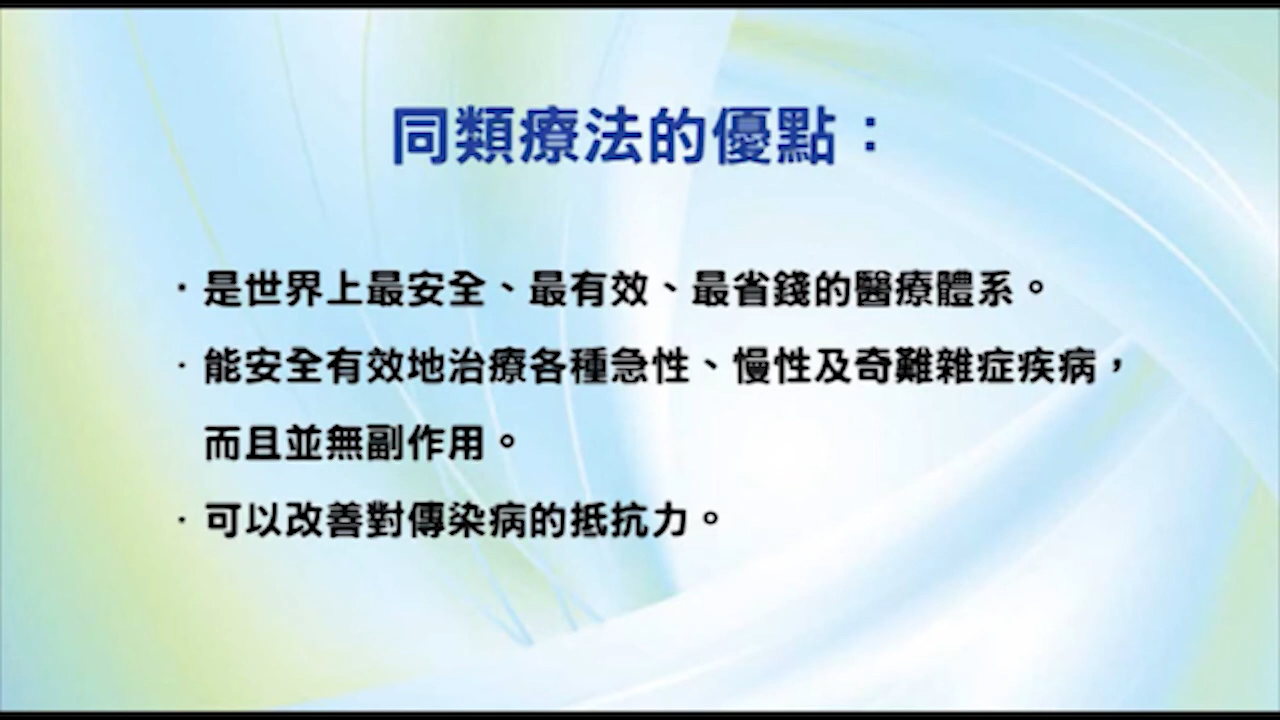 同類療法的優點：
·是世界上最安全、最有效、最省錢的醫療體系。
·能安全有效地治療各種急性、慢性及奇難雜症疾病，
而且並無副作用。
·可以改善對傳染病的抵抗力。